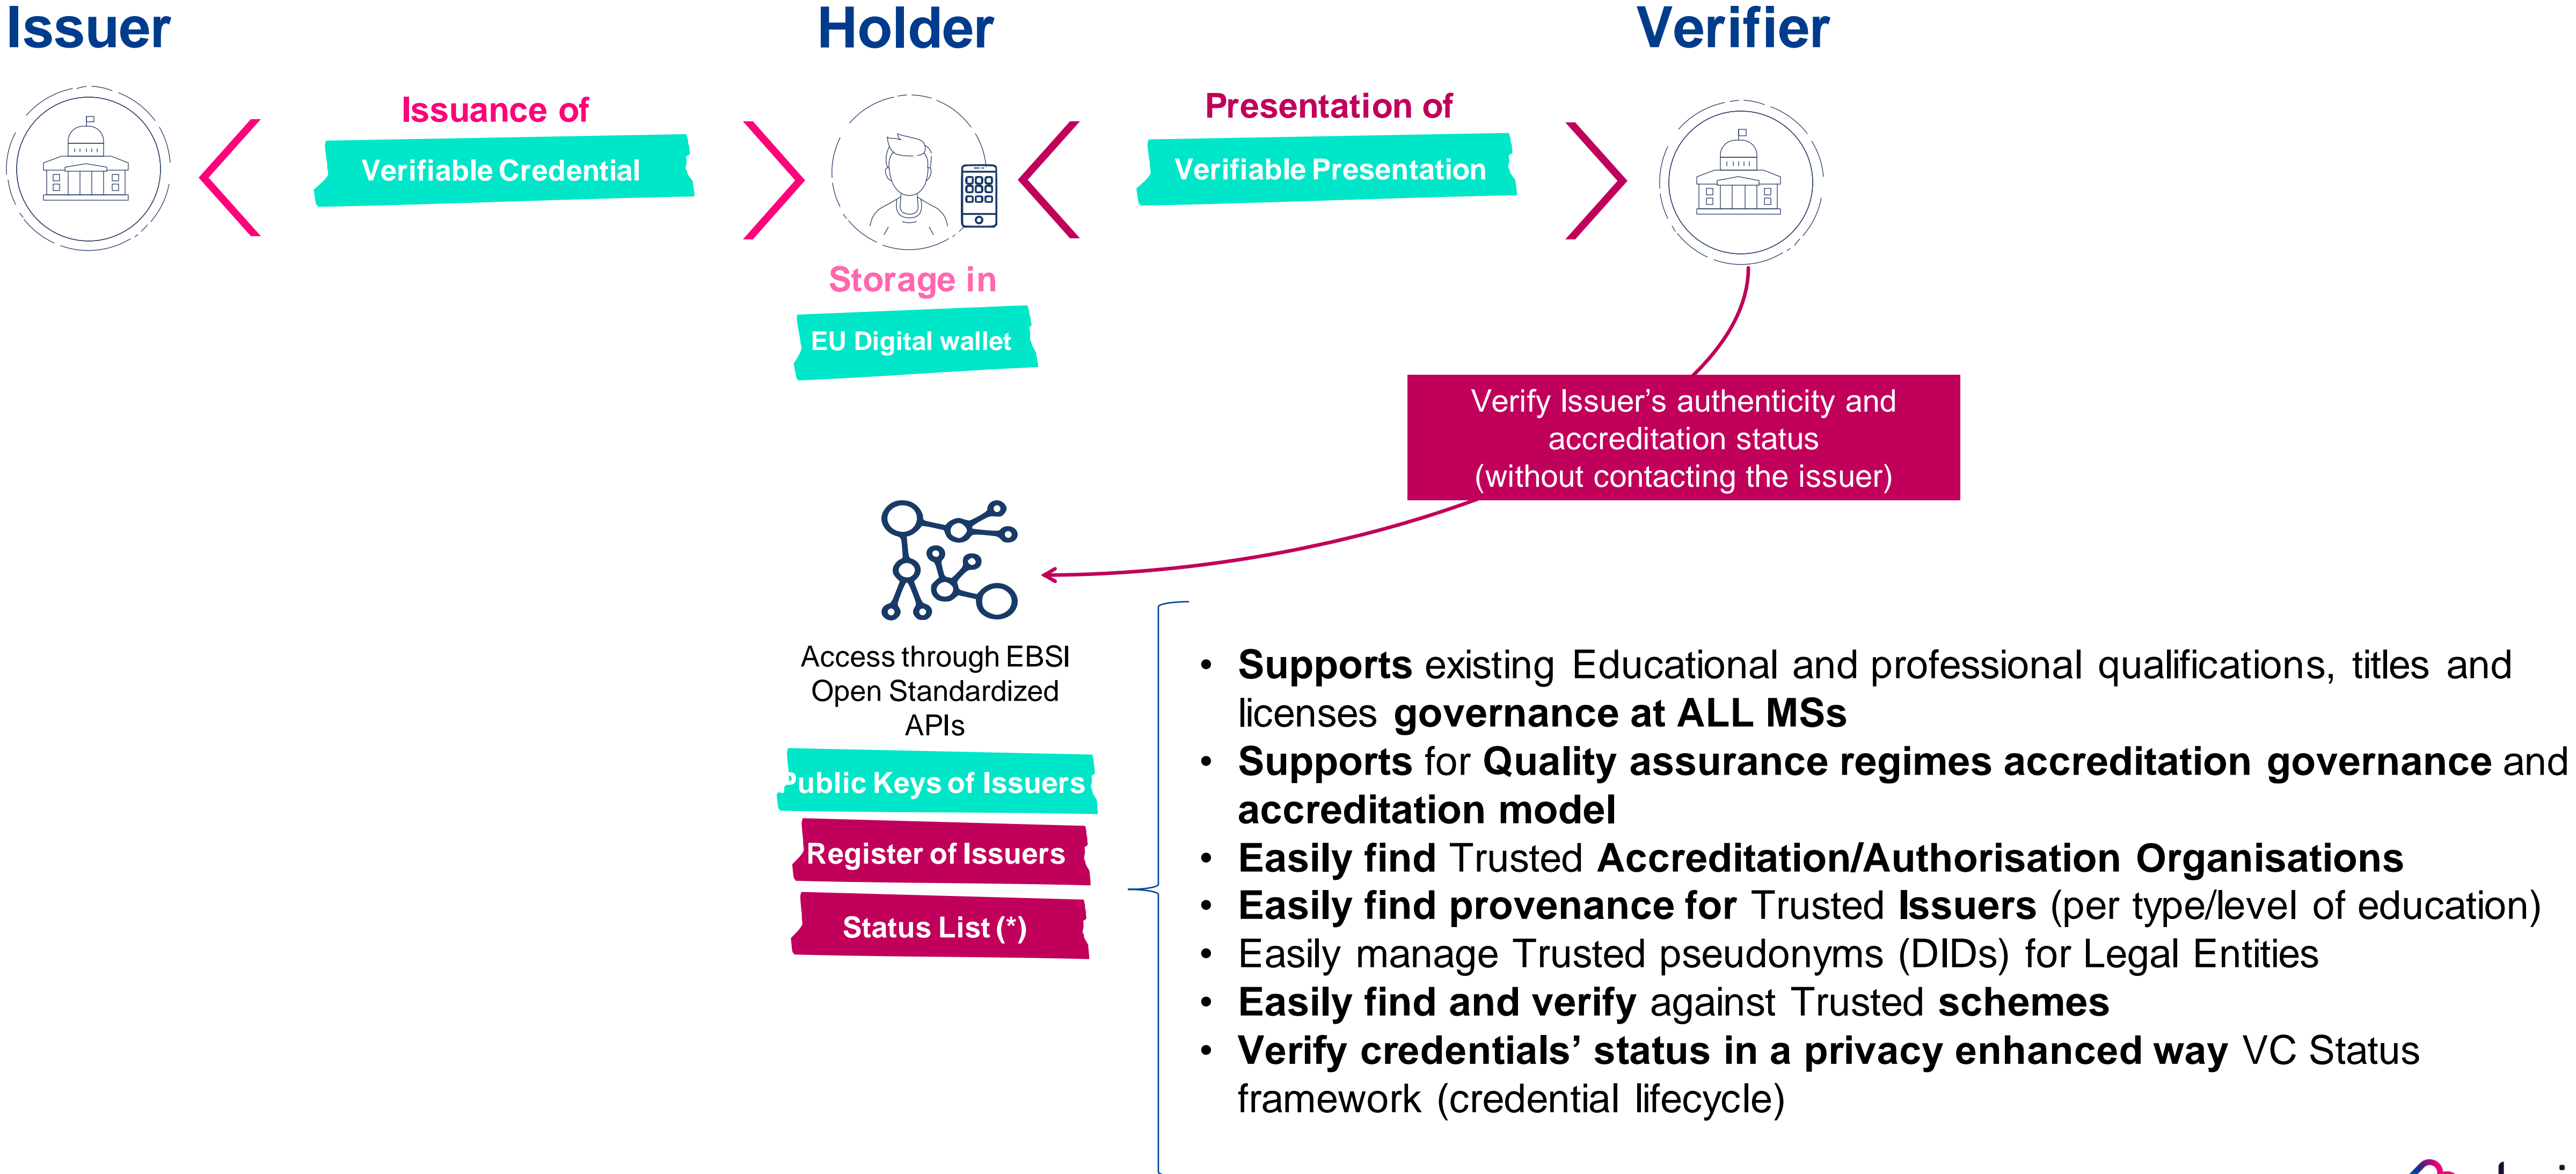 Issuer
Holder
Verifier
Issuance of
Verifiable Credential
Presentation of
Verifiable Presentation
Storage in
EU Digital wallet
Verify Issuer’s authenticity and
accreditation status
(without contacting the issuer)
Access through EBSI
Open Standardized
APIs
Public Keys of Issuers
Register of Issuers
Status List (*)
• Supports existing Educational and professional qualifications, titles and
licenses governance at ALL MSs
• Supports for Quality assurance regimes accreditation governance and
accreditation model
• Easily find Trusted Accreditation/Authorisation Organisations
• Easily find provenance for Trusted Issuers (per type/level of education)
• Easily manage Trusted pseudonyms (DIDs) for Legal Entities
• Easily find and verify against Trusted schemes
• Verify credentials’ status in a privacy enhanced way VC Status
framework (credential lifecycle)